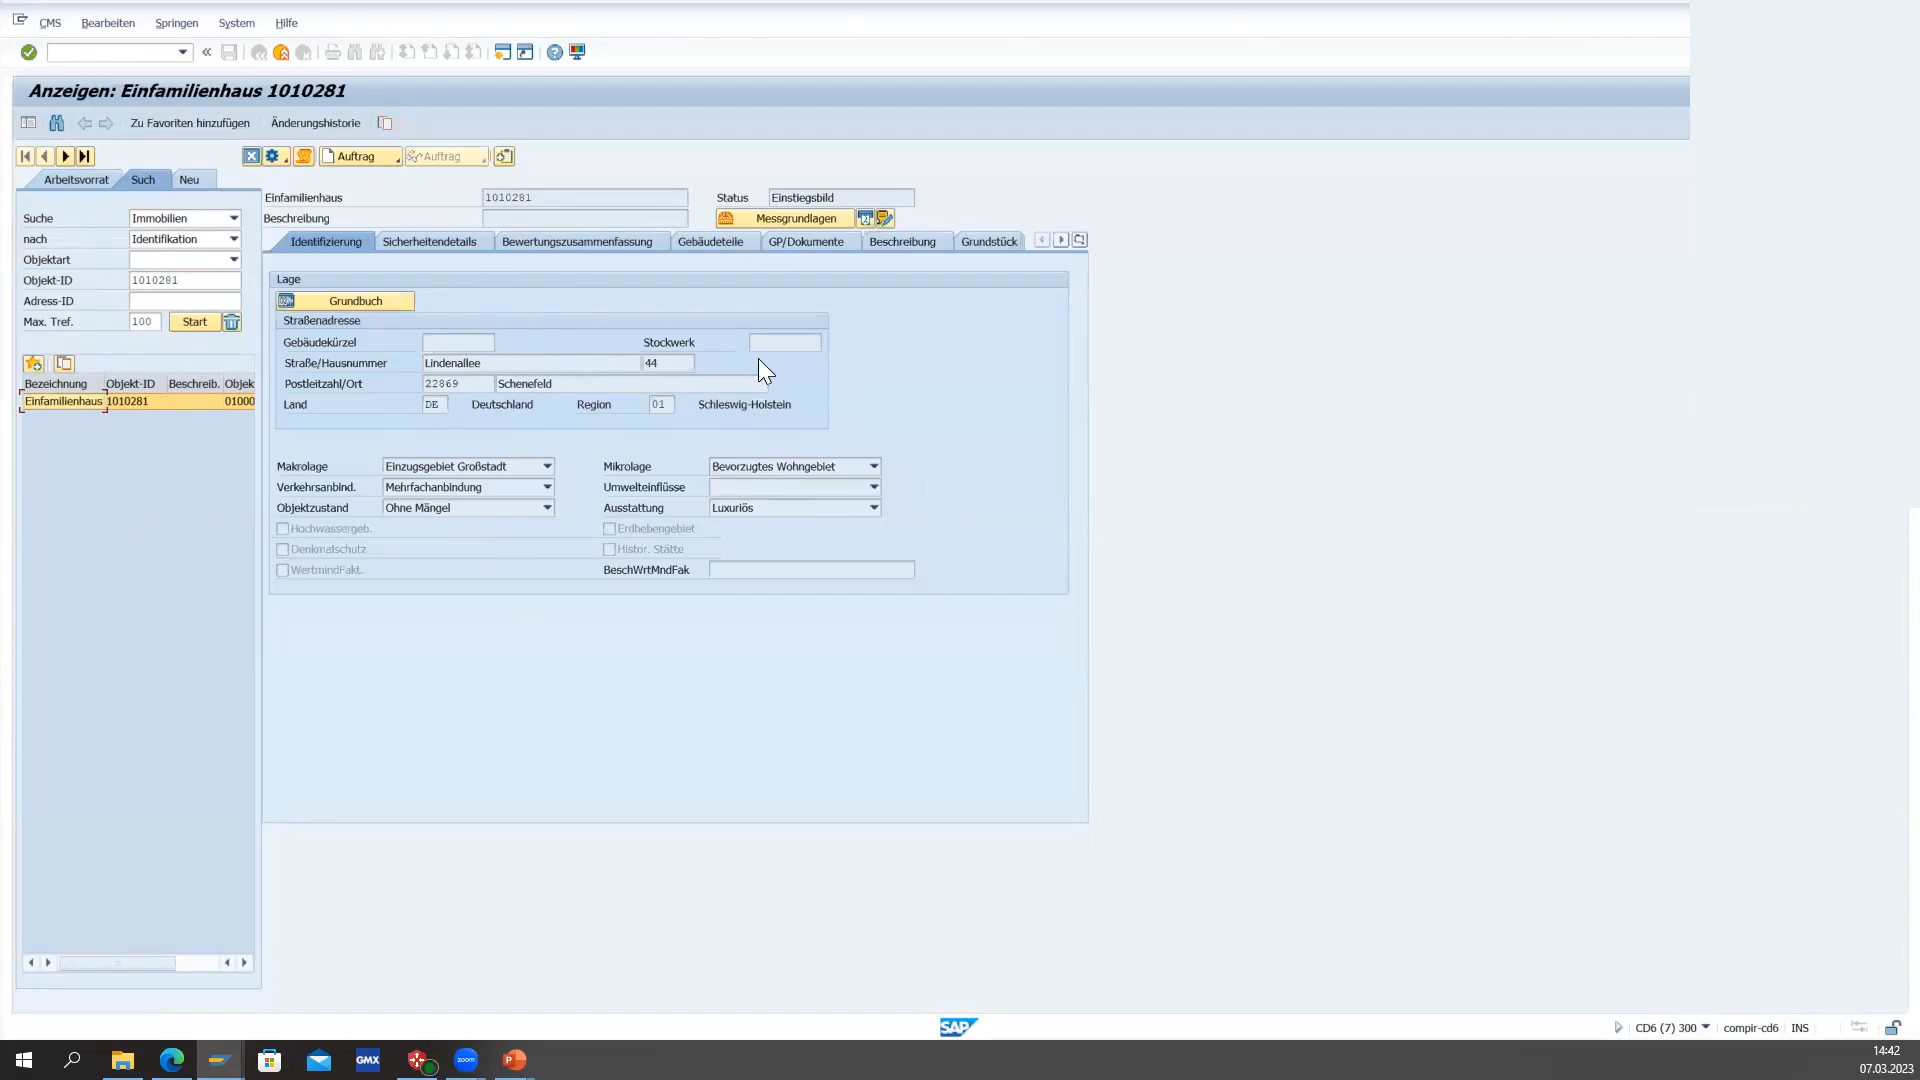 CMS Bearbeiten Springen System Hilfe
Anzeigen: Einfamilienhaus 1010281
Zu Favoriten hinzufügen Änderungshistorie
Auftrag Auftrag
Arbeitsvorrat Such Neu
Einfamilienhaus 1010281 Status Einstiegsbild
Suche Immobilien Beschreibung Messgrundlagen
nach Identifikation Identifizierung Sicherheitendetails Bewertungszusammenfassung Gebäudeteile GP/Dokumente Beschreibung Grundstück
Objektart
Objekt-ID 1010281 Lage
Adress-ID Grundbuch
Max. Tref. 100 Start Straßenadresse
Gebäudekürzel Stockwerk
Straße/Hausnummer Lindenallee 44
Bezeichnung Objekt-ID Beschreib. Objek Postleitzahl/Ort 22869 Schenefeld
Einfamilienhaus 1010281 01000 Land DE Deutschland Region 01 Schleswig-Holstein
Makrolage Einzugsgebiet Großstadt Mikrolage Bevorzugtes Wohngebiet
Verkehrsanbind. Mehrfachanbindung Umwelteinflüsse
Objektzustand Ohne Mängel Ausstattung Luxuriös
Hochwassergeb. Erdbebengebiet
Denkmalschutz Histor. Stätte
WertmindFakt. BeschWrtMndFak
SAP CD6 (7) 300 compir-cd6 INS
GMX zoom P 14:42
07.03.2023